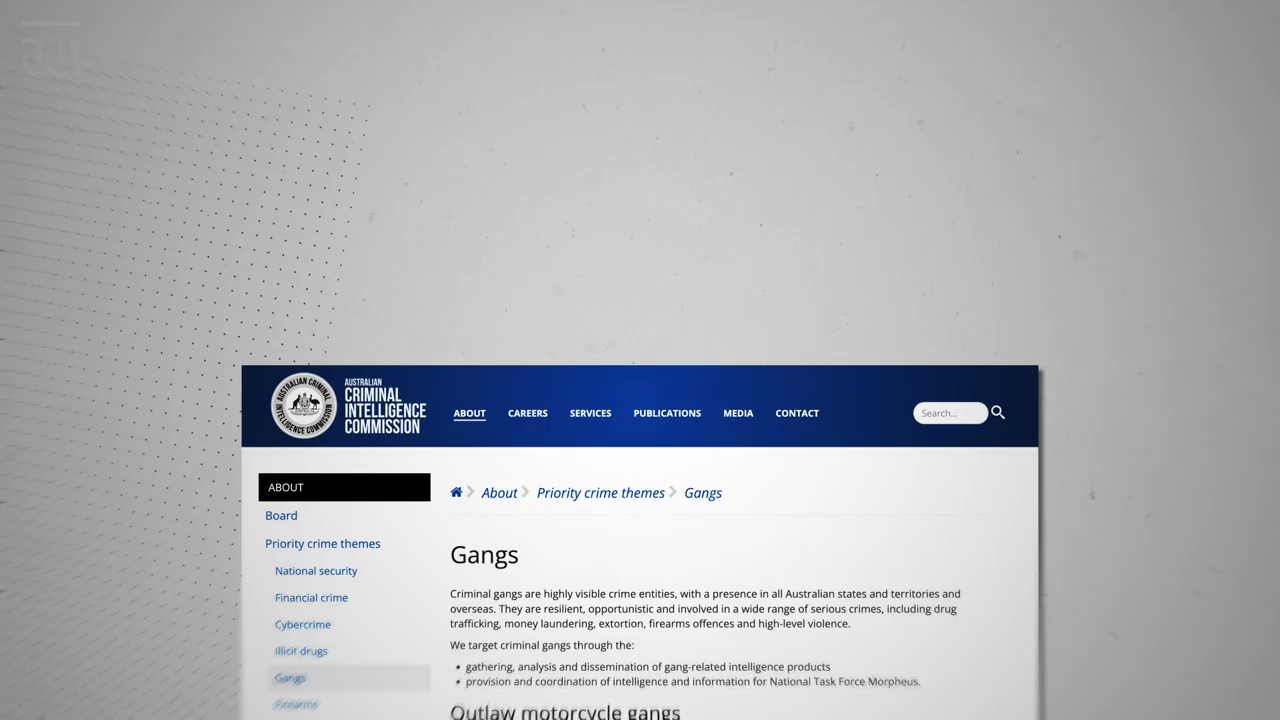 AUSTRALIAN
CRIMINAL
INTELLIGENCE
COMMISSION
AUSTRALIAN CRIMINAL
INTELLIGENCE COMMISSION
ABOUT
CAREERS
SERVICES
PUBLICATIONS
MEDIA
CONTACT
Search...
ABOUT
Board
Priority crime themes
National security
Financial crime
Cybercrime
Illicit drugs
Gangs
Firearms
About
Priority crime themes
Gangs
Gangs
Criminal gangs are highly visible crime entities, with a presence in all Australian states and territories and
overseas. They are resilient, opportunistic and involved in a wide range of serious crimes, including drug
trafficking, money laundering, extortion, firearms offences and high-level violence.
We target criminal gangs through the:
• gathering, analysis and dissemination of gang-related intelligence products
• provision and coordination of intelligence and information for National Task Force Morpheus.
Outlaw motorcycle gangs